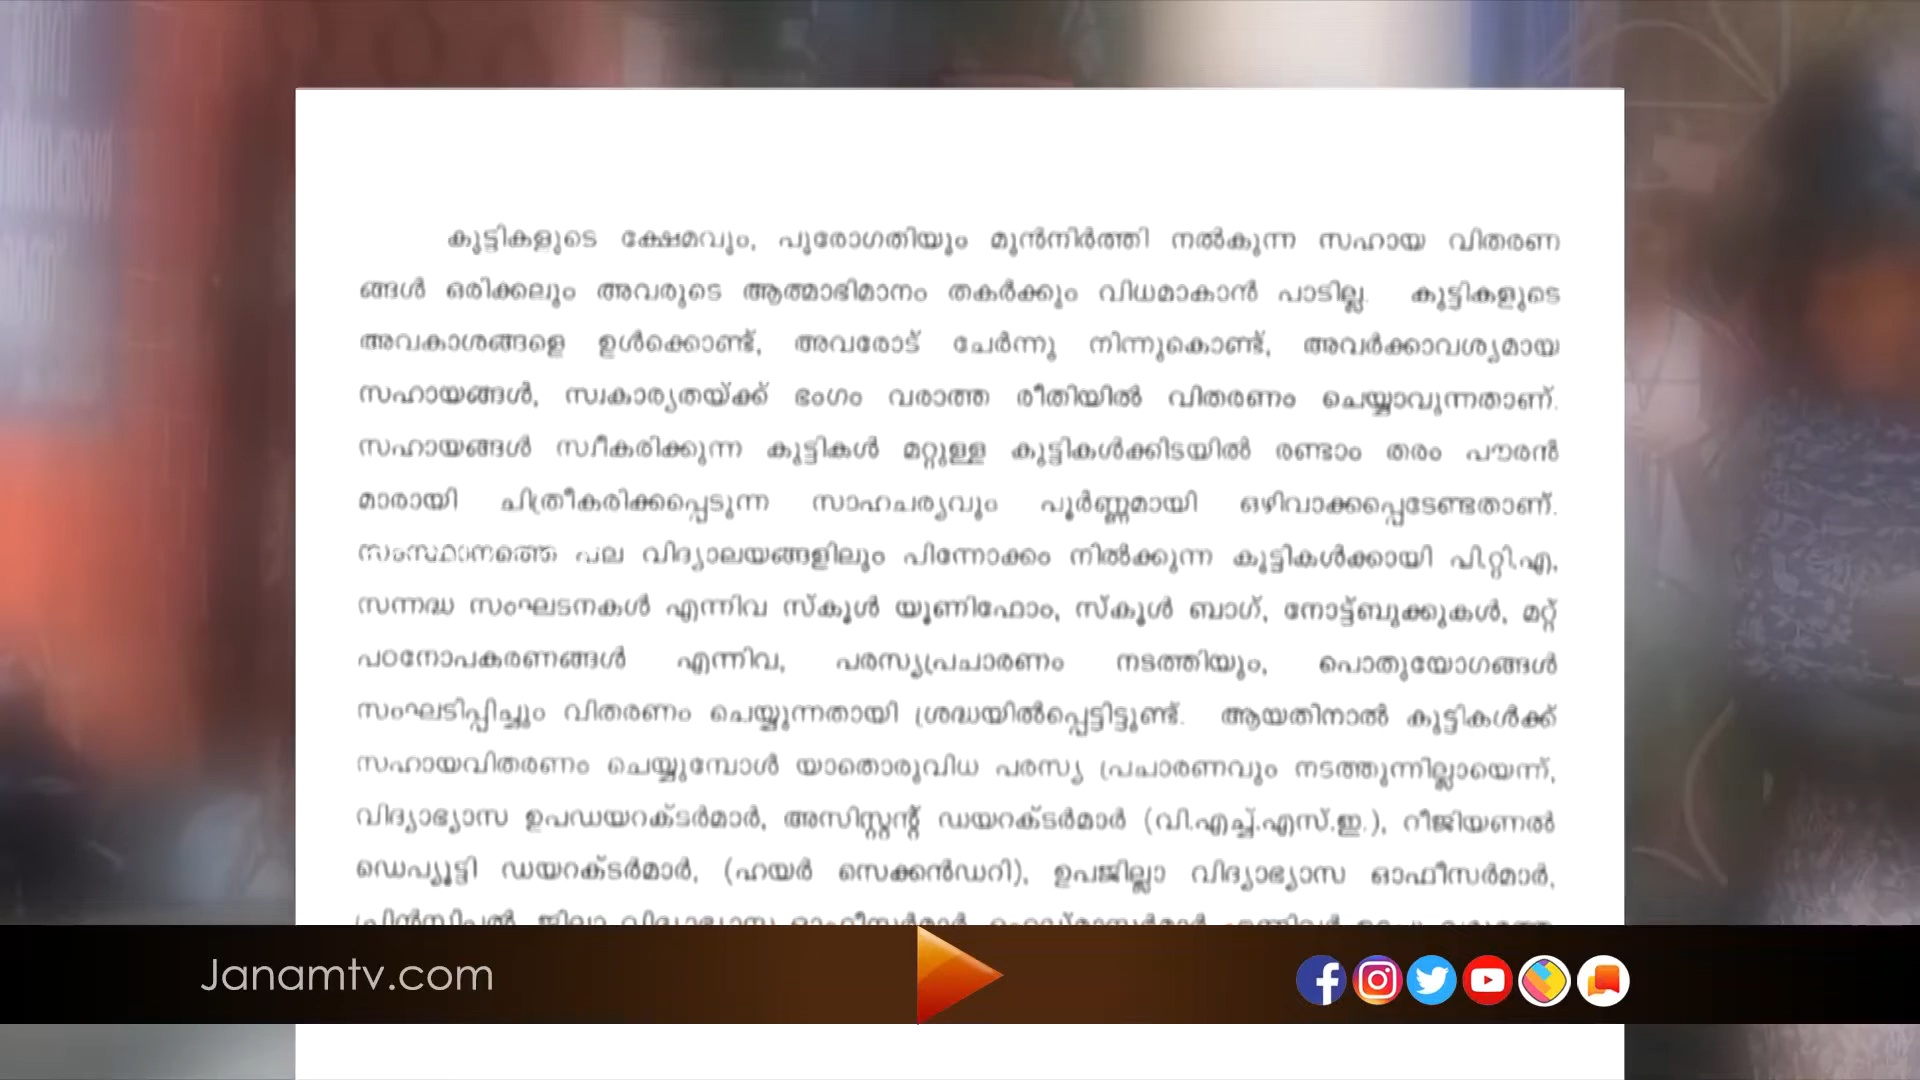 കുട്ടികളുടെ ക്ഷേമവും, പുരോഗതിയും മുൻനിർത്തി നൽകുന്ന സഹായ വിതരണ
ങ്ങൾ ഒരിക്കലും അവരുടെ ആത്മാഭിമാനം തകർക്കും വിധമാകാൻ പാടില്ല. കുട്ടികളുടെ
അവകാശങ്ങളെ ഉൾക്കൊണ്ട്, അവരോട് ചേർന്നു നിന്നുകൊണ്ട്, അവർക്കാവശ്യമായ
സഹായങ്ങൾ, സ്വകാര്യതയ്ക്ക് ഭംഗം വരാത്ത രീതിയിൽ വിതരണം ചെയ്യാവുന്നതാണ്.
സഹായങ്ങൾ സ്വീകരിക്കുന്ന കുട്ടികൾ മറ്റുള്ള കുട്ടികൾക്കിടയിൽ രണ്ടാം തരം പൗരൻ
മാരായി ചിത്രീകരിക്കപ്പെടുന്ന സാഹചര്യവും പൂർണ്ണമായി ഒഴിവാക്കപ്പെടേണ്ടതാണ്.
സംസ്ഥാനത്തെ പല വിദ്യാലയങ്ങളിലും പിന്നോക്കം നിൽക്കുന്ന കുട്ടികൾക്കായി പി.റ്റി.എ,
സന്നദ്ധ സംഘടനകൾ എന്നിവ സ്കൂൾ യൂണിഫോം, സ്കൂൾ ബാഗ്, നോട്ട്ബുക്കുകൾ, മറ്റ്
പഠനോപകരണങ്ങൾ എന്നിവ, പരസ്യപ്രചാരണം നടത്തിയും, പൊതുയോഗങ്ങൾ
സംഘടിപ്പിച്ചും വിതരണം ചെയ്യുന്നതായി ശ്രദ്ധയിൽപ്പെട്ടിട്ടുണ്ട്. ആയതിനാൽ കുട്ടികൾക്ക്
സഹായവിതരണം ചെയ്യുമ്പോൾ യാതൊരുവിധ പരസ്യ പ്രചാരണവും നടത്തുന്നില്ലായെന്ന്,
വിദ്യാഭ്യാസ ഉപഡയറക്ടർമാർ, അസിസ്റ്റന്റ് ഡയറക്ടർമാർ (വി.എച്ച്.എസ്.ഇ.), റീജിയണൽ
ഡെപ്യൂട്ടി ഡയറക്ടർമാർ, (ഹയർ സെക്കൻഡറി), ഉപജില്ലാ വിദ്യാഭ്യാസ ഓഫീസർമാർ,
Janamtv.com